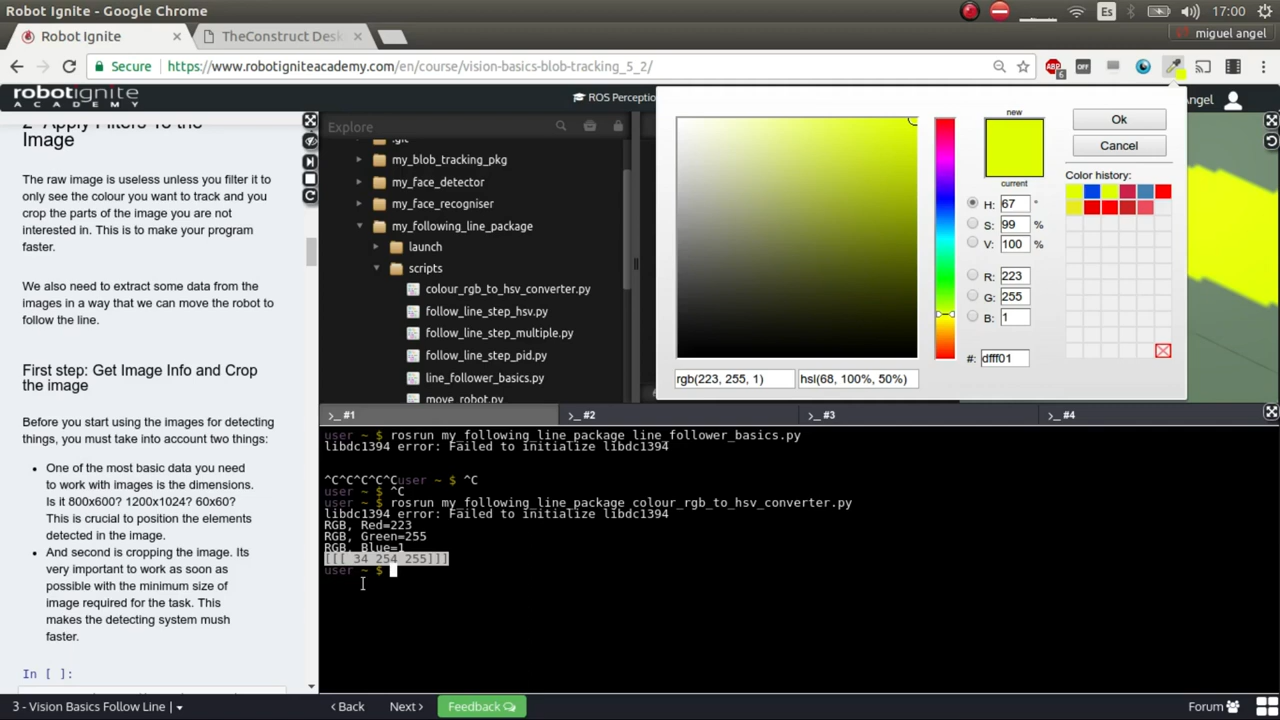 Robot Ignite - Google Chrome
Es
17:00
Robot Ignite
TheConstruct Desk
miguel angel
Secure
https://www.robotigniteacademy.com/en/course/vision-basics-blob-tracking_5_2/
ABP
6
OFF
robotignite
ACADEMY
ROS Perceptio
Angel
2- Apply Filters To the
Image
The raw image is useless unless you filter it to
only see the colour you want to track and you
crop the parts of the image you are not
interested in. This is to make your program
faster.
We also need to extract some data from the
images in a way that we can move the robot to
follow the line.
First step: Get Image Info and Crop
the image
Before you start using the images for detecting
things, you must take into account two things:
One of the most basic data you need
to work with images is the dimensions.
Is it 800x600? 1200x1024? 60x60?
This is crucial to position the elements
detected in the image.
And second is cropping the image. Its
very important to work as soon as
possible with the minimum size of
image required for the task. This
makes the detecting system mush
faster.
In [ ]:
Explore
.git
my_blob_tracking_pkg
my_face_detector
my_face_recogniser
my_following_line_package
launch
scripts
colour_rgb_to_hsv_converter.py
follow_line_step_hsv.py
follow_line_step_multiple.py
follow_line_step_pid.py
line_follower_basics.py
move_robot.py
new
current
Ok
Cancel
Color history:
H: 67 °
S: 99 %
V: 100 %
R: 223
G: 255
B: 1
#: dfff01
rgb(223, 255, 1)
hsl(68, 100%, 50%)
>_ #1
>_ #2
>_ #3
>_ #4
user ~ $ rosrun my_following_line_package line_follower_basics.py
libdc1394 error: Failed to initialize libdc1394
^C^C^C^C^Cuser ~ $ ^C
user ~ $ ^C
user ~ $ rosrun my_following_line_package colour_rgb_to_hsv_converter.py
libdc1394 error: Failed to initialize libdc1394
RGB, Red=223
RGB, Green=255
RGB, Blue=1
[[[ 34 254 255]]]
user ~ $
3 - Vision Basics Follow Line |
Back
Next
Feedback
Forum